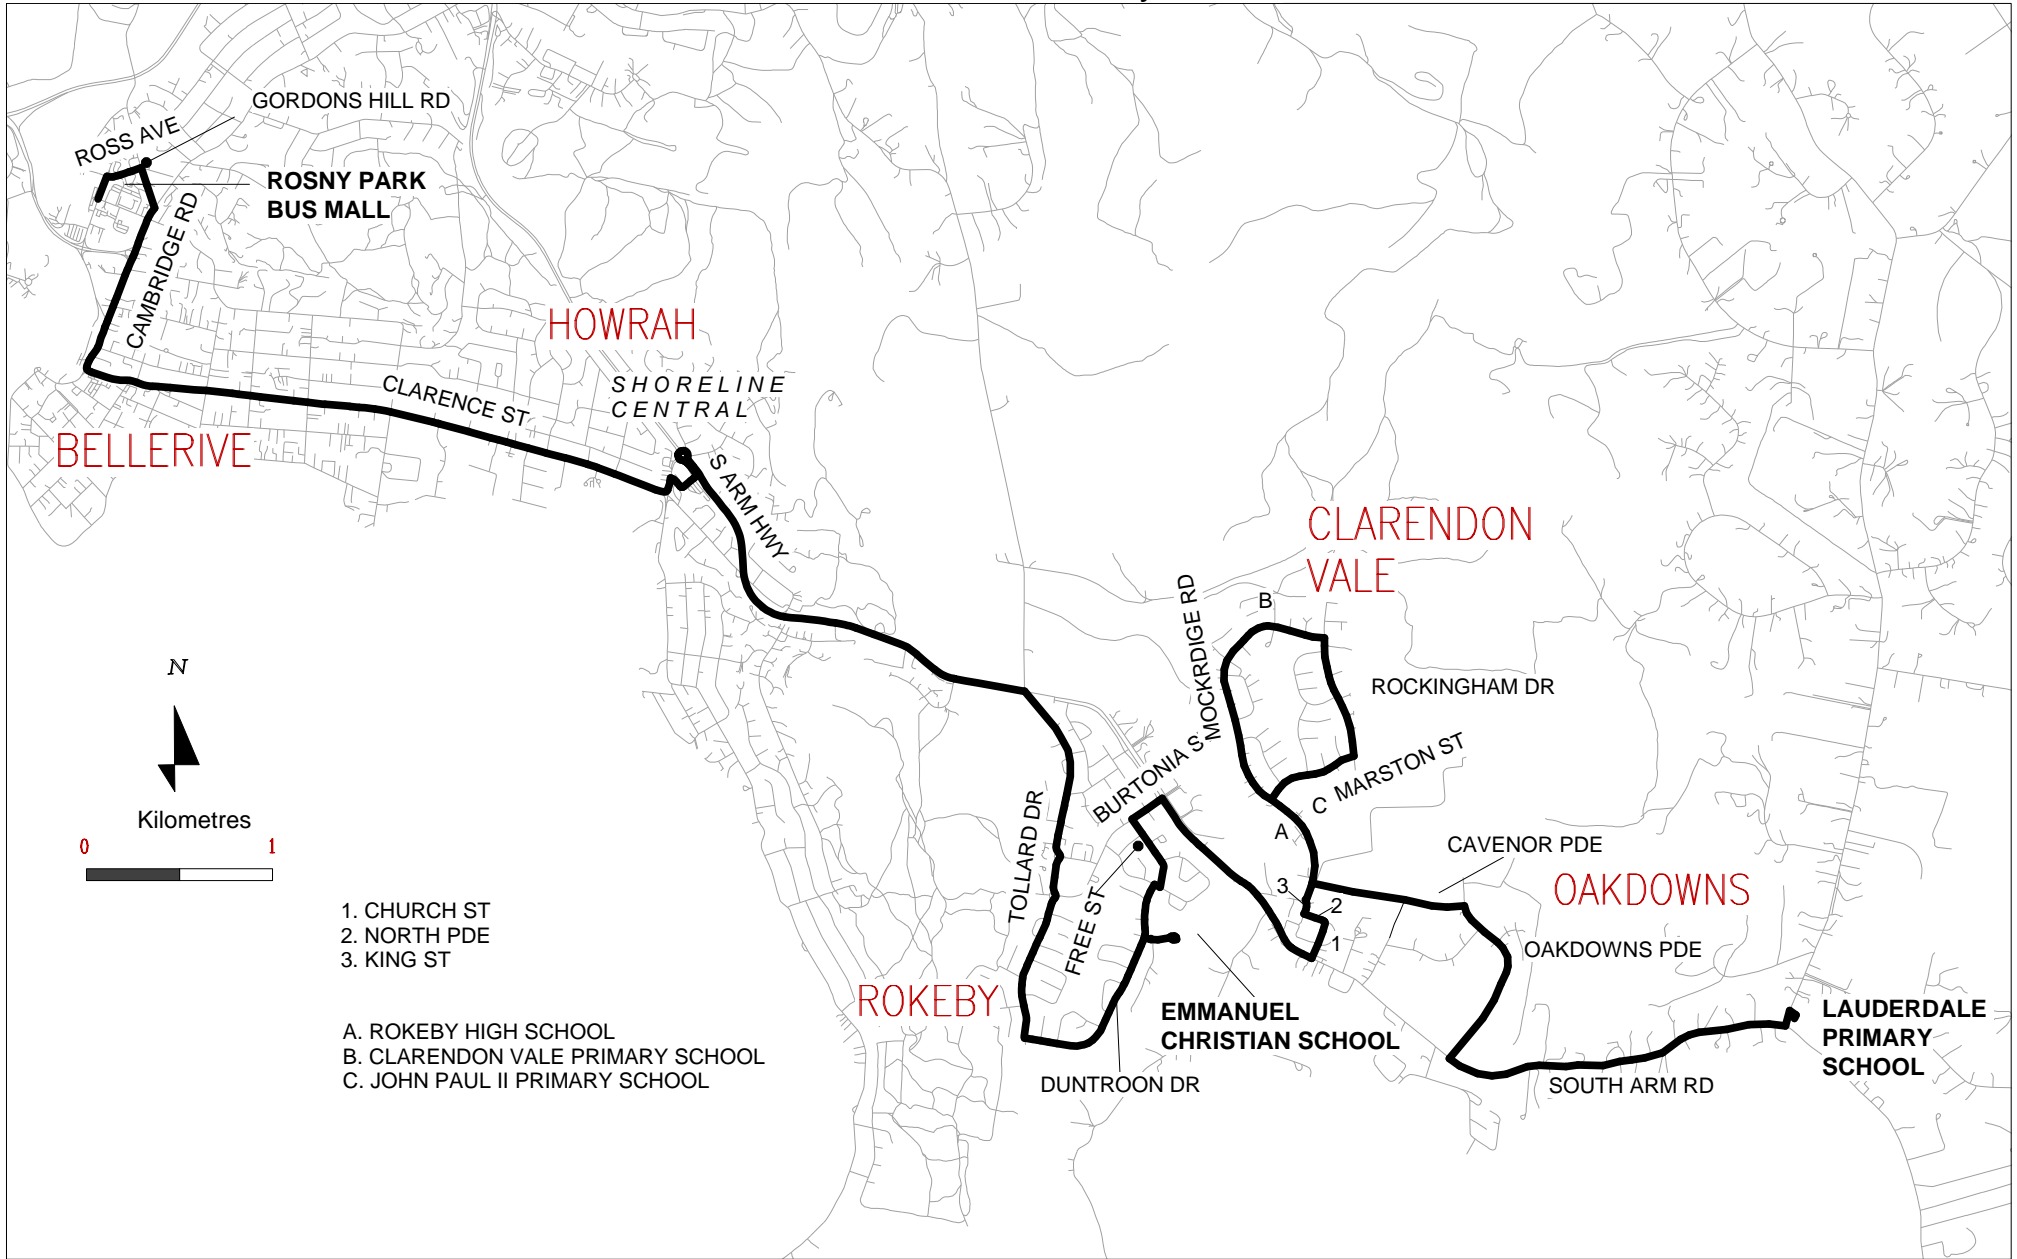 GORDONS HILL RD
ROSS AVE
ROSNY PARK
BUS MALL
CAMBRIDGE RD
HOWRAH
SHORELINE
CENTRAL
CLARENCE ST
BELLERIVE
S ARM HWY
CLARENDON
VALE
B
MOCKRDIGE RD
ROCKINGHAM DR
BURTONIA S
C MARSTON ST
A
TOLLARD DR
CAVENOR PDE
OAKDOWNS
3
2
1
FREE ST
OAKDOWNS PDE
ROKEBY
EMMANUEL
CHRISTIAN SCHOOL
LAUDERDALE
PRIMARY
SCHOOL
DUNTROON DR
SOUTH ARM RD
N
Kilometres
0 1
1. CHURCH ST
2. NORTH PDE
3. KING ST
A. ROKEBY HIGH SCHOOL
B. CLARENDON VALE PRIMARY SCHOOL
C. JOHN PAUL II PRIMARY SCHOOL